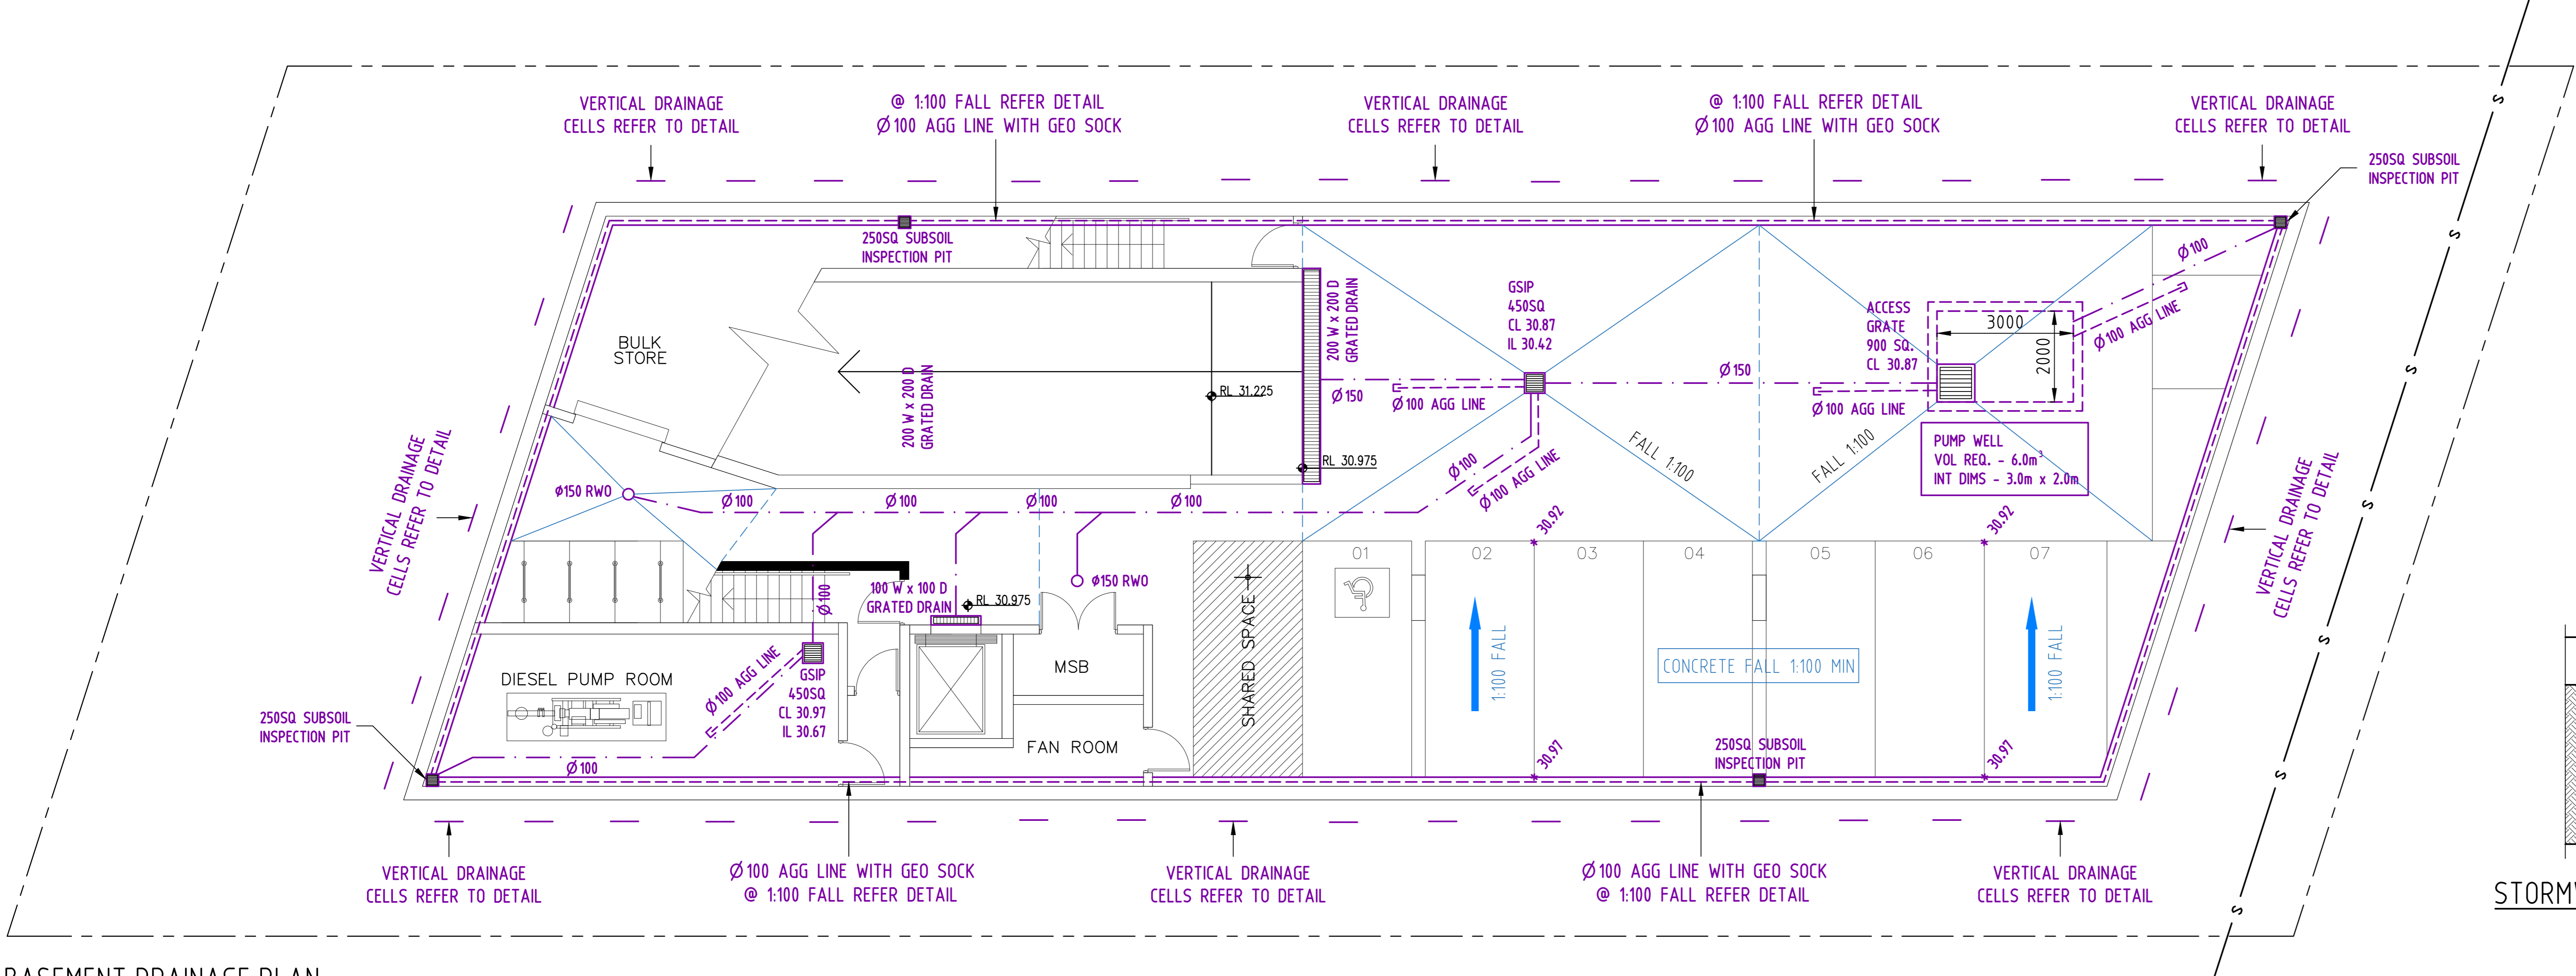 VERTICAL DRAINAGE
CELLS REFER TO DETAIL
@ 1:100 FALL REFER DETAIL
Ø100 AGG LINE WITH GEO SOCK
VERTICAL DRAINAGE
CELLS REFER TO DETAIL
@ 1:100 FALL REFER DETAIL
Ø100 AGG LINE WITH GEO SOCK
VERTICAL DRAINAGE
CELLS REFER TO DETAIL
250SQ SUBSOIL
INSPECTION PIT
S
S
S
S
S
S
S
S
250SQ SUBSOIL
INSPECTION PIT
BULK
STORE
200 W x 200 D
GRATED DRAIN
RL 31.225
200 W x 200 D
GRATED DRAIN
RL 30.975
GSIP
450SQ
CL 30.87
IL 30.42
Ø150
Ø100 AGG LINE
Ø150
ACCESS
GRATE
900 SQ.
CL 30.87
3000
2000
Ø100
Ø100 AGG LINE
Ø100 AGG LINE
PUMP WELL
VOL REQ. - 6.0m³
INT DIMS - 3.0m x 2.0m
FALL 1:100
FALL 1:100
Ø100
Ø100 AGG LINE
VERTICAL DRAINAGE
CELLS REFER TO DETAIL
Ø150 RWO
Ø100
Ø100
Ø100
Ø100
30.92
30.92
VERTICAL DRAINAGE
CELLS REFER TO DETAIL
01
02
03
04
05
06
07
Ø100
100 W x 100 D
GRATED DRAIN
RL 30.975
Ø150 RWO
SHARED SPACE
1:100 FALL
CONCRETE FALL 1:100 MIN
1:100 FALL
DIESEL PUMP ROOM
Ø100 AGG LINE
GSIP
450SQ
CL 30.97
IL 30.67
MSB
FAN ROOM
250SQ SUBSOIL
INSPECTION PIT
Ø100
30.97
250SQ SUBSOIL
INSPECTION PIT
30.97
VERTICAL DRAINAGE
CELLS REFER TO DETAIL
Ø100 AGG LINE WITH GEO SOCK
@ 1:100 FALL REFER DETAIL
VERTICAL DRAINAGE
CELLS REFER TO DETAIL
Ø100 AGG LINE WITH GEO SOCK
@ 1:100 FALL REFER DETAIL
VERTICAL DRAINAGE
CELLS REFER TO DETAIL
STORM
BASEMENT DRAINAGE PLAN